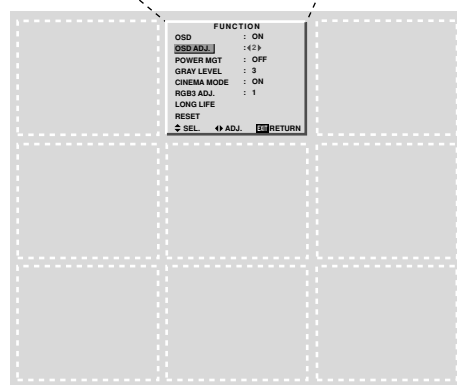 FUNCTION
OSD : ON
OSD ADJ. :◀2▶
POWER MGT : OFF
GRAY LEVEL : 3
CINEMA MODE : ON
RGB3 ADJ. : 1
LONG LIFE
RESET
▲▼ SEL. ◀▶ ADJ. EXIT RETURN